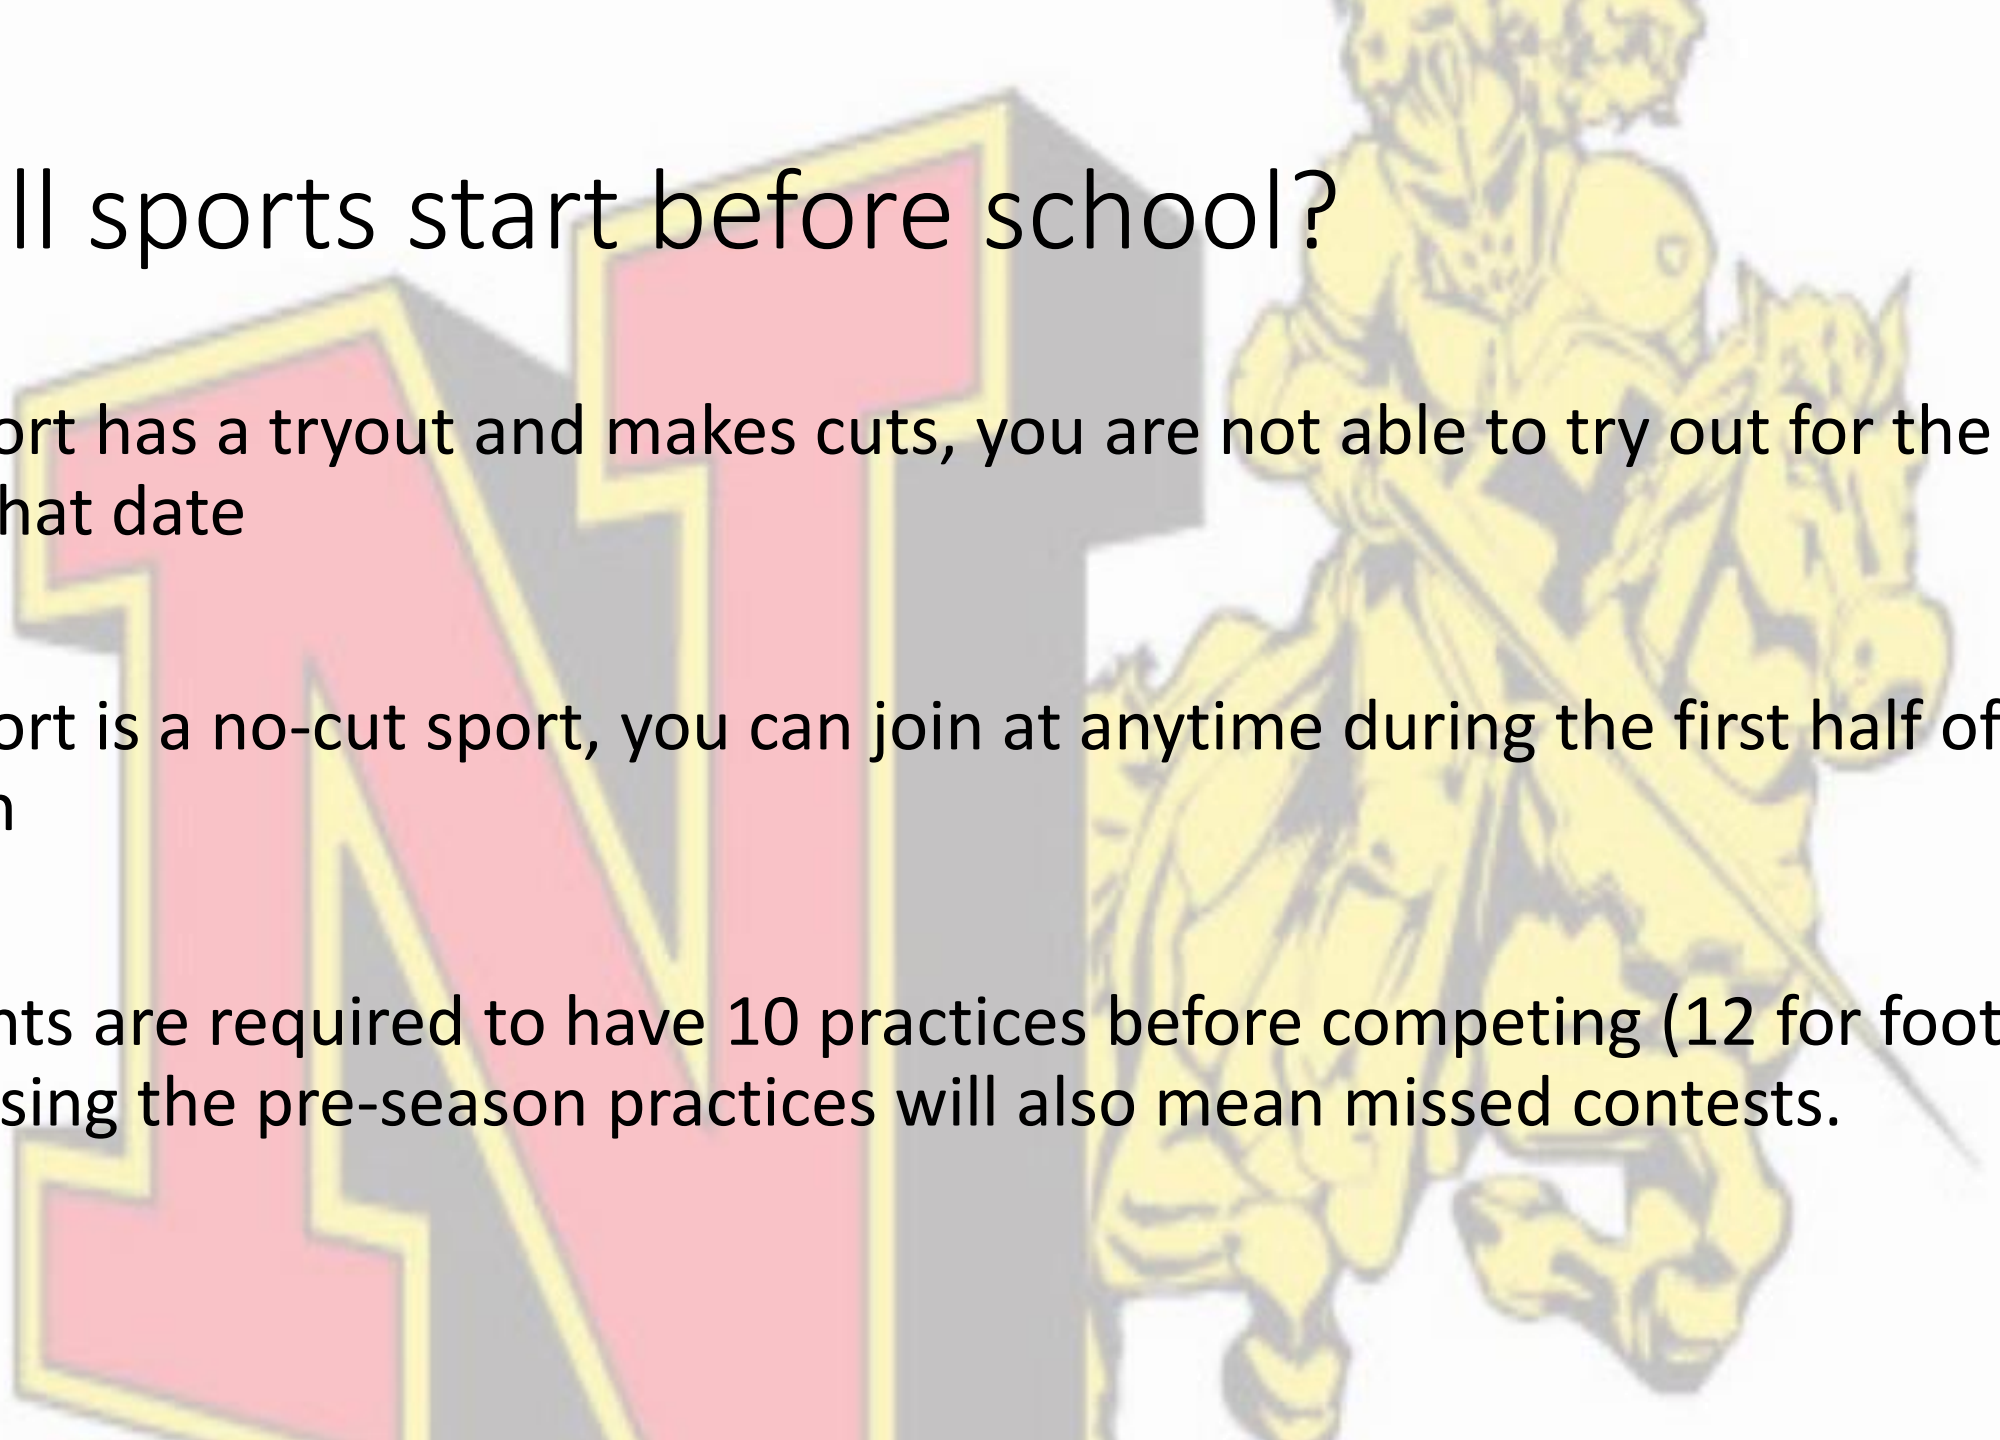 ll sports start before school?
ort has a tryout and makes cuts, you are not able to try out for the
hat date
ort is a no-cut sport, you can join at anytime during the first half of
n
nts are required to have 10 practices before competing (12 for foot
sing the pre-season practices will also mean missed contests.
N